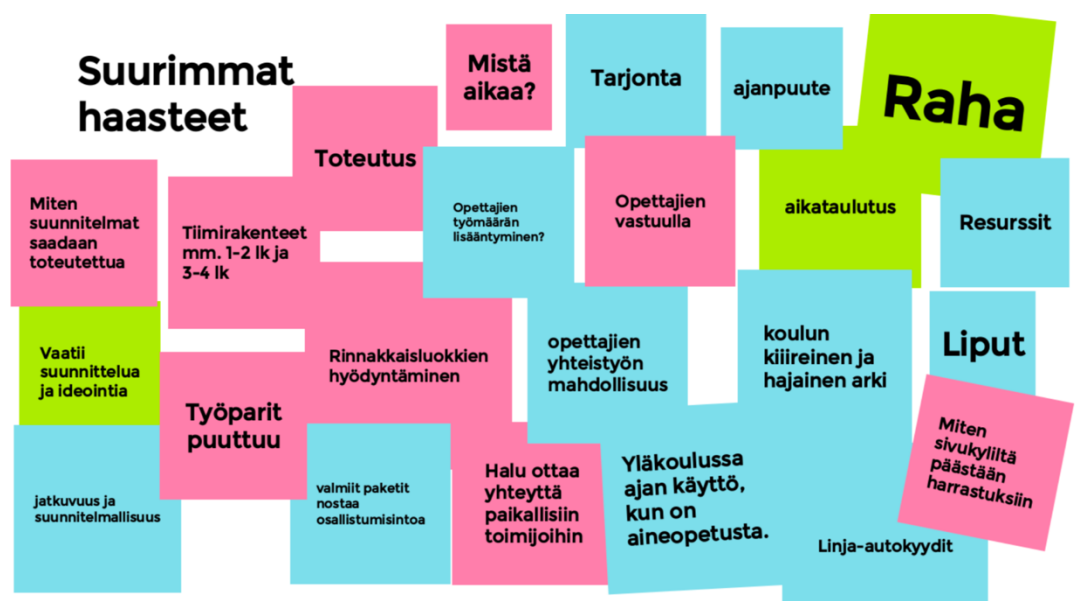 Suurimmat
haasteet
Mistä
aikaa?
Tarjonta
ajanpuute
Raha
Toteutus
Miten
suunnitelmat
saadaan
toteutettua
Tiimirakenteet
mm. 1-2 lk ja
3-4 lk
Opettajien
työmäärän
lisääntyminen?
Opettajien
vastuulla
aikataulutus
Resurssit
Vaatii
suunnittelua
ja ideointia
Rinnakkaisluokkien
hyödyntäminen
opettajien
yhteistyön
mahdollisuus
koulun
kiiireinen ja
hajainen arki
Liput
Työparit
puuttuu
Miten
sivukyliltä
päästään
harrastuksiin
jatkuvuus ja
suunnitelmallisuus
valmiit paketit
nostaa
osallistumisintoa
Halu ottaa
yhteyttä
paikallisiin
toimijoihin
Yläkoulussa
ajan käyttö,
kun on
aineopetusta.
Linja-autokyydit